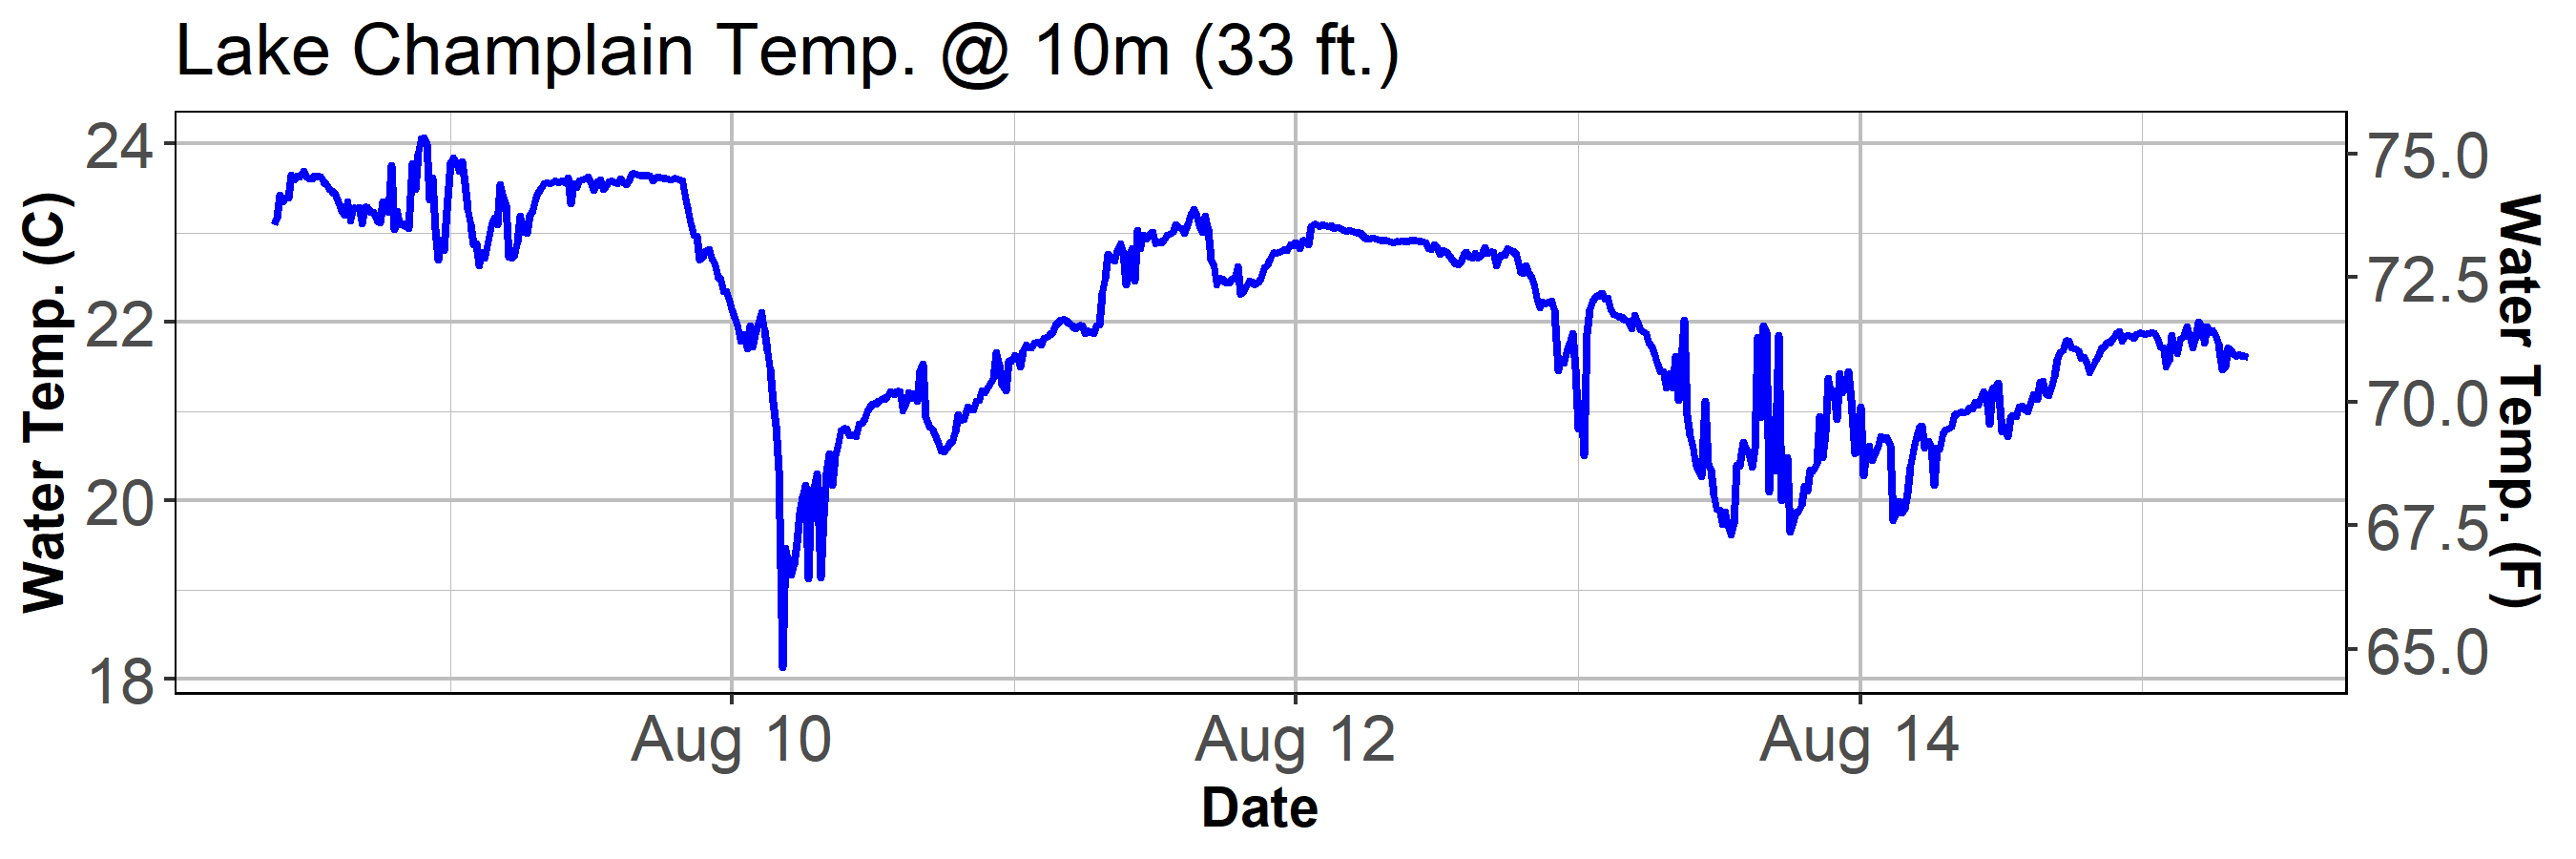 Lake Champlain Temp. @ 10m (33 ft.)
24
22
20
18
Water Temp. (C)
75.0
72.5
70.0
67.5
65.0
Water Temp. (F)
Aug 10
Aug 12
Aug 14
Date